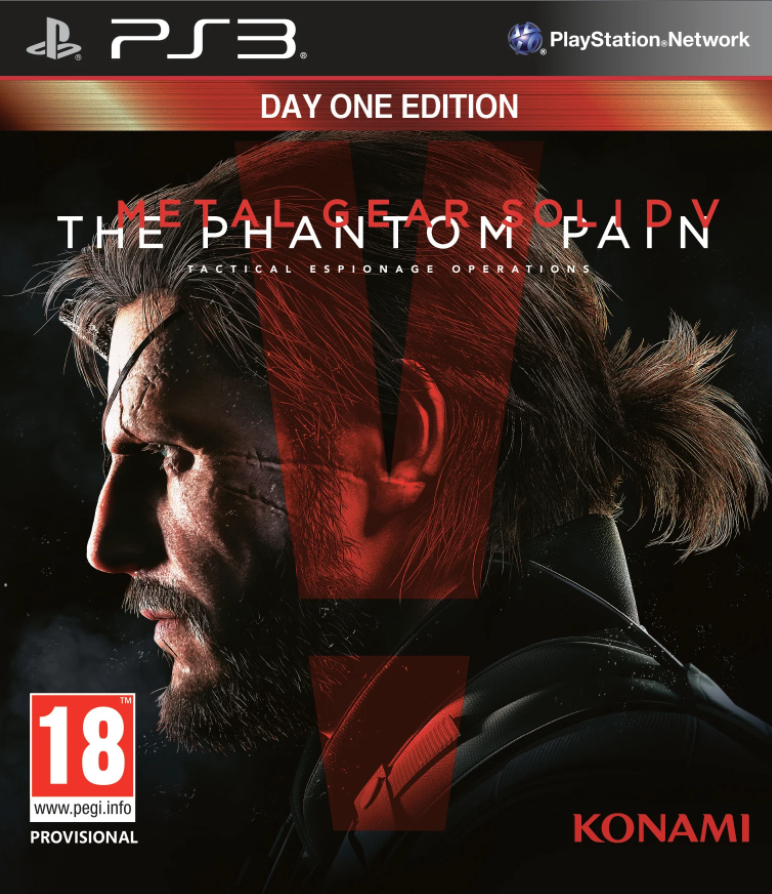 PS3
PlayStation®Network
DAY ONE EDITION
METAL GEAR SOLID V
THE PHANTOM PAIN
TACTICAL ESPIONAGE OPERATIONS
18™
www.pegi.info
PROVISIONAL
KONAMI